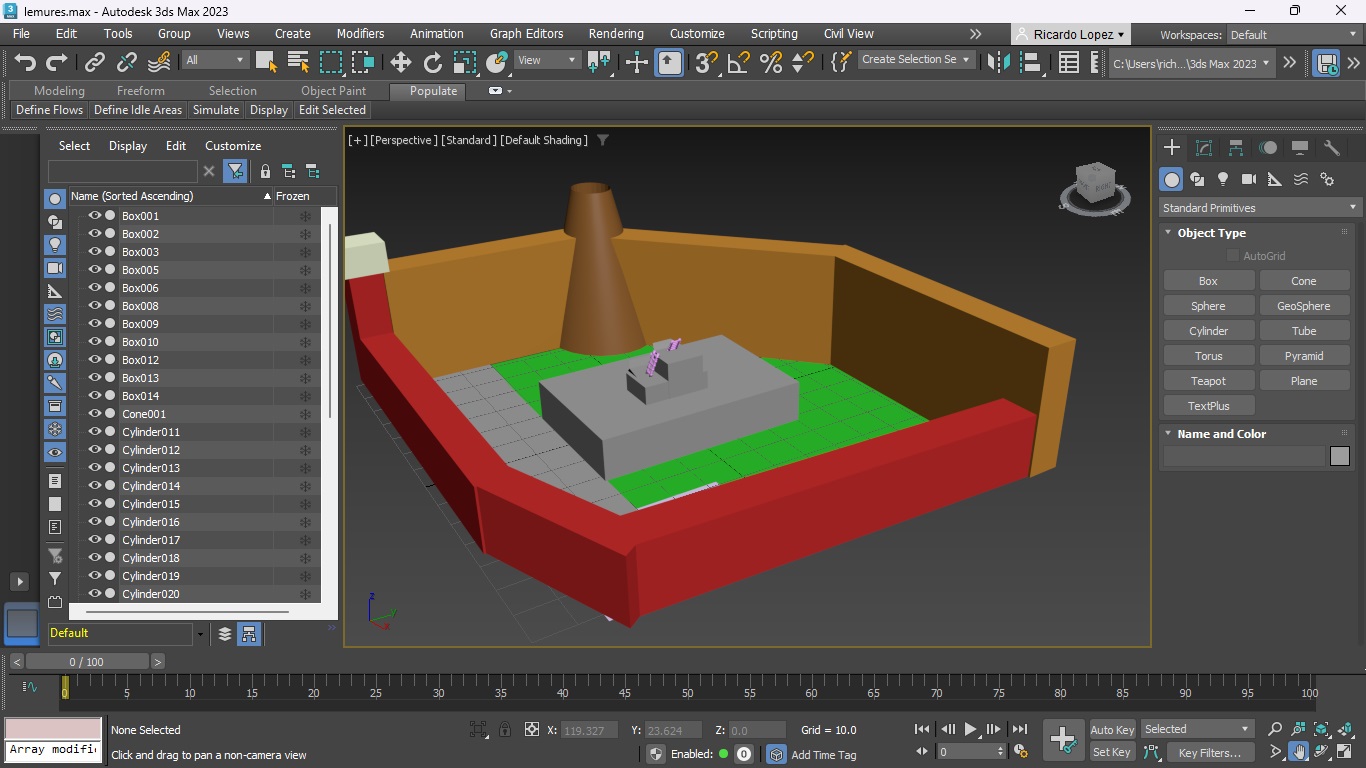 lemures.max - Autodesk 3ds Max 2023
File Edit Tools Group Views Create Modifiers Animation Graph Editors Rendering Customize Scripting Civil View Ricardo Lopez Workspaces: Default
All View Create Selection Se C:\Users\rich...\3ds Max 2023
Modeling Freeform Selection Object Paint Populate
Define Flows Define Idle Areas Simulate Display Edit Selected
Select Display Edit Customize
[+] [Perspective] [Standard] [Default Shading]
Name (Sorted Ascending) Frozen
Box001
Box002
Box003
Box005
Box006
Box008
Box009
Box010
Box012
Box013
Box014
Cone001
Cylinder011
Cylinder012
Cylinder013
Cylinder014
Cylinder015
Cylinder016
Cylinder017
Cylinder018
Cylinder019
Cylinder020
Default
Standard Primitives
Object Type
AutoGrid
Box Cone
Sphere GeoSphere
Cylinder Tube
Torus Pyramid
Teapot Plane
TextPlus
Name and Color
z
y
x
< 0 / 100 >
0 5 10 15 20 25 30 35 40 45 50 55 60 65 70 75 80 85 90 95 100
None Selected X: 119.327 Y: 23.624 Z: 0.0 Grid = 10.0 Auto Key Selected
Array modifi Click and drag to pan a non-camera view Enabled: 0 Add Time Tag 0 Set Key Key Filters...